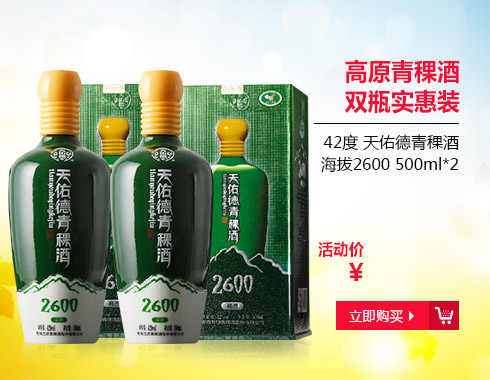 高原青稞酒
双瓶实惠装
42度 天佑德青稞酒
海拔2600 500ml*2
活动价
¥
立即购买
天佑德青稞酒
2600
天佑德青稞酒
2600
天佑德青稞酒
2600